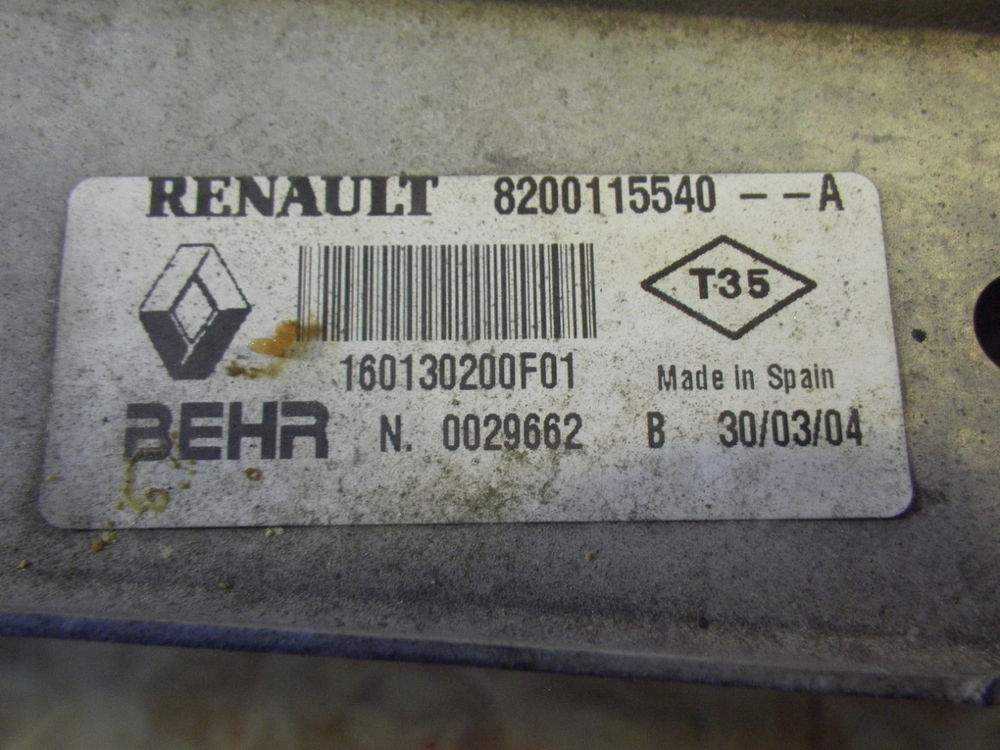 RENAULT 8200115540 --A
T35
160130200F01 Made in Spain
BEHR N. 0029662 B 30/03/04